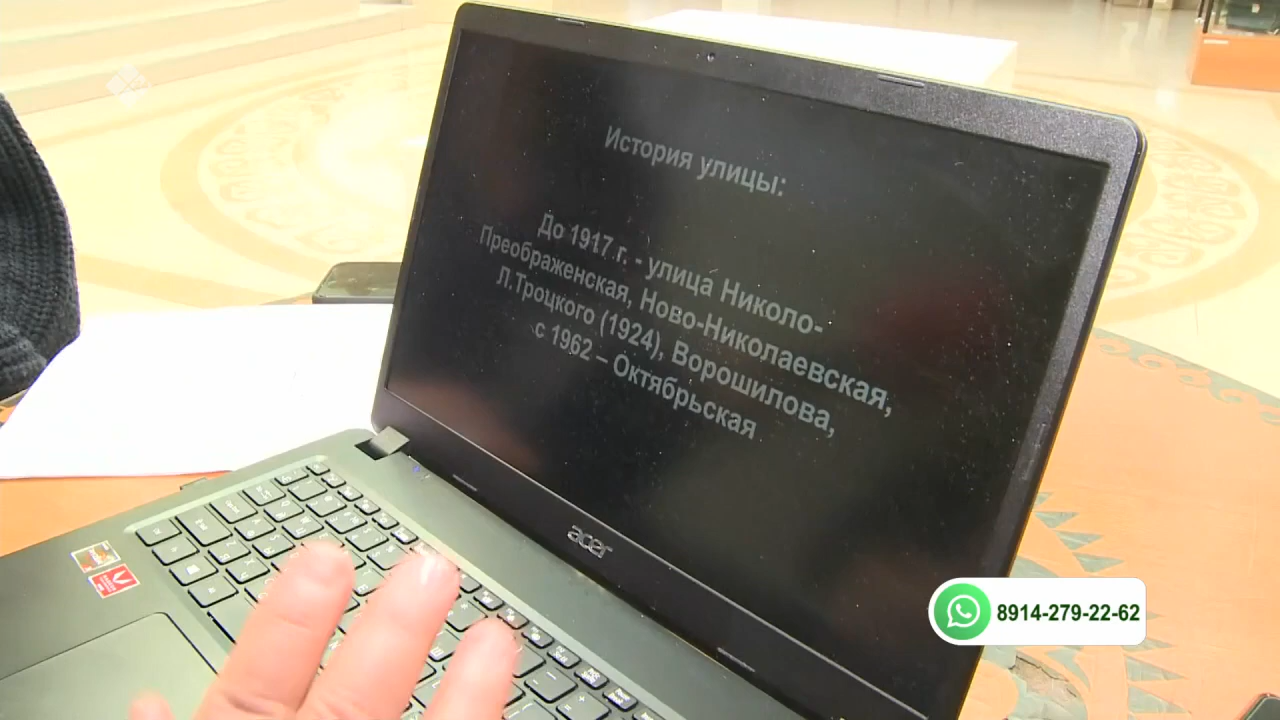 История улицы:
До 1917 г. - улица Николо-
Преображенская, Ново-Николаевская,
Л.Троцкого (1924), Ворошилова,
с 1962 – Октябрьская
acer
8914-279-22-62